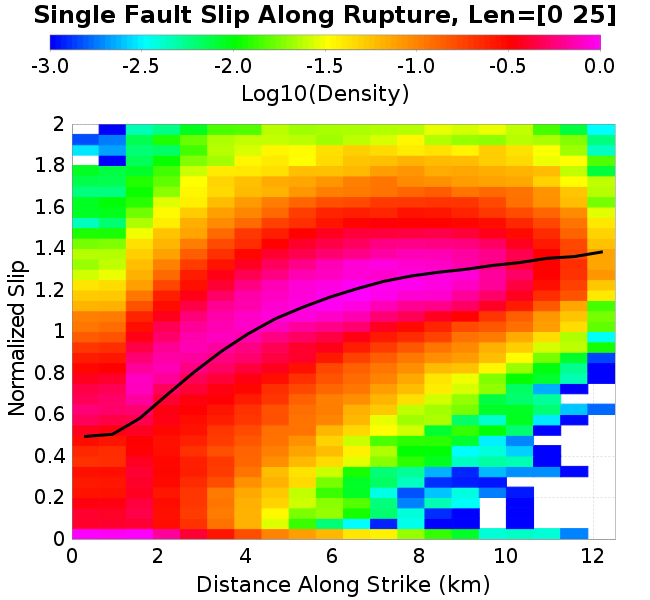 Single Fault Slip Along Rupture, Len=[0 25]
-3.0 -2.5 -2.0 -1.5 -1.0 -0.5 0.0
Log10(Density)
2
1.8
1.6
1.4
1.2
1
0.8
0.6
0.4
0.2
0
Normalized Slip
0 2 4 6 8 10 12
Distance Along Strike (km)